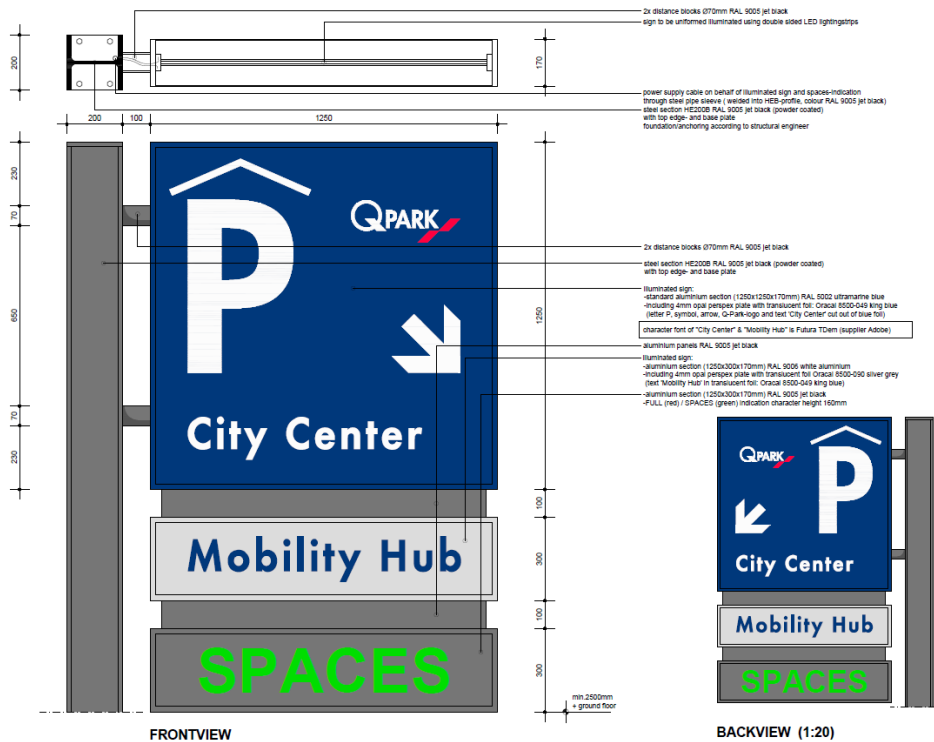 2x distance blocks Ø70mm RAL 9005 jet black
sign to be uniformed illuminated using double sided LED lightingstrips
200
170
power supply cable on behalf of illuminated sign and spaces-indication
through steel pipe sleeve ( welded into HEB-profile, colour RAL 9005 jet black)
steel section HE200B RAL 9005 jet black (powder coated)
with top edge- and base plate
foundation/anchoring according to structural engineer
200
100
1250
230
70
650
70
230
P
QPARK
City Center
1250
2x distance blocks Ø70mm RAL 9005 jet black
steel section HE200B RAL 9005 jet black (powder coated)
with top edge- and base plate
illuminated sign:
-standard aluminium section (1250x1250x170mm) RAL 5002 ultramarine blue
-including 4mm opal perspex plate with translucent foil: Oracal 8500-049 king blue
(letter P, symbol, arrow, Q-Park-logo and text 'City Center' cut out of blue foil)
character font of "City Center" & "Mobility Hub" is Futura TDem (supplier Adobe)
aluminium panels RAL 9005 jet black
illuminated sign:
-aluminium section (1250x300x170mm) RAL 9006 white aluminium
-including 4mm opal perspex plate with translucent foil Oracal 8500-090 silver grey
(text 'Mobility Hub' in translucent foil: Oracal 8500-049 king blue)
-aluminium section (1250x300x170mm) RAL 9005 jet black
-FULL (red) / SPACES (green) indication character height 160mm
100
Mobility Hub
300
100
SPACES
300
min.2500mm
+ ground floor
FRONTVIEW
QPARK
P
City Center
Mobility Hub
SPACES
BACKVIEW (1:20)